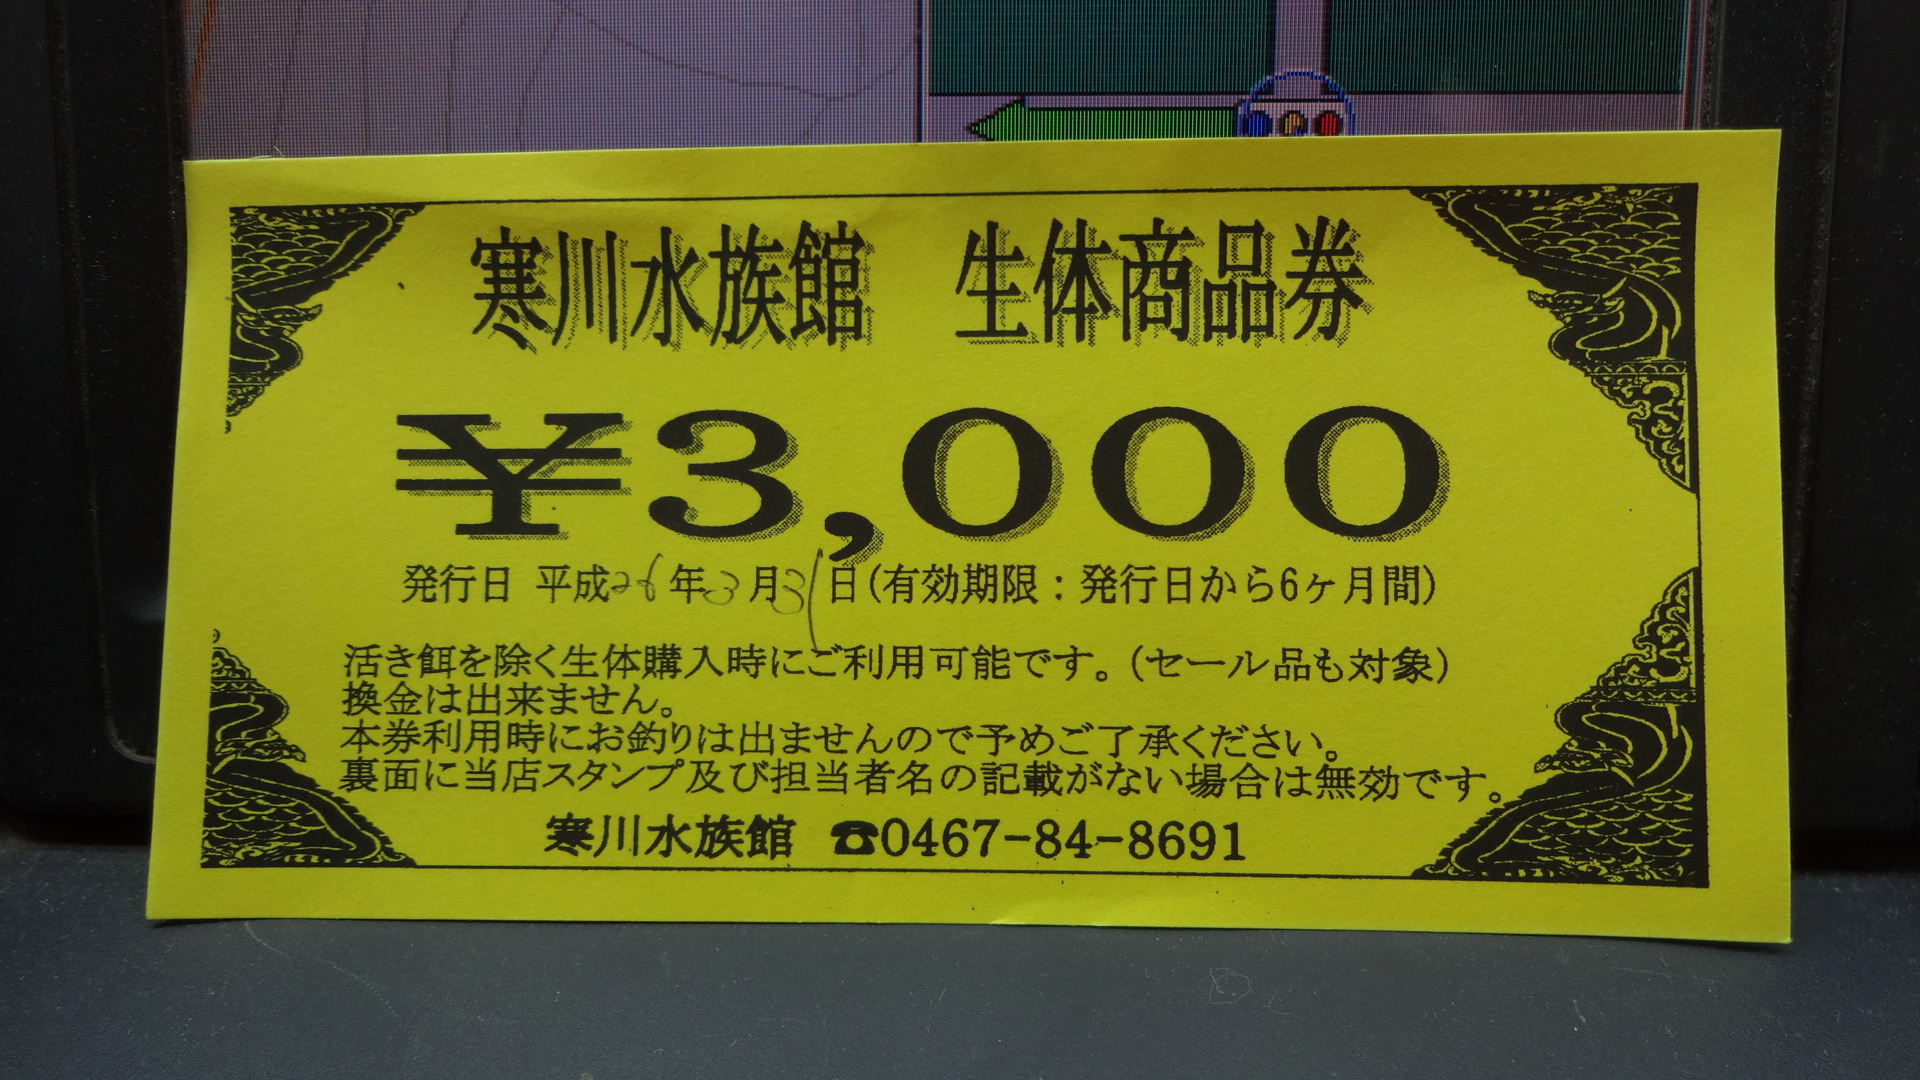 寒川水族館　生体商品券
¥3,000
発行日 平成26年3月31日(有効期限：発行日から6ヶ月間)
活き餌を除く生体購入時にご利用可能です。(セール品も対象)
換金は出来ません。
本券利用時にお釣りは出ませんので予めご了承ください。
裏面に当店スタンプ及び担当者名の記載がない場合は無効です。
寒川水族館 ☎0467-84-8691